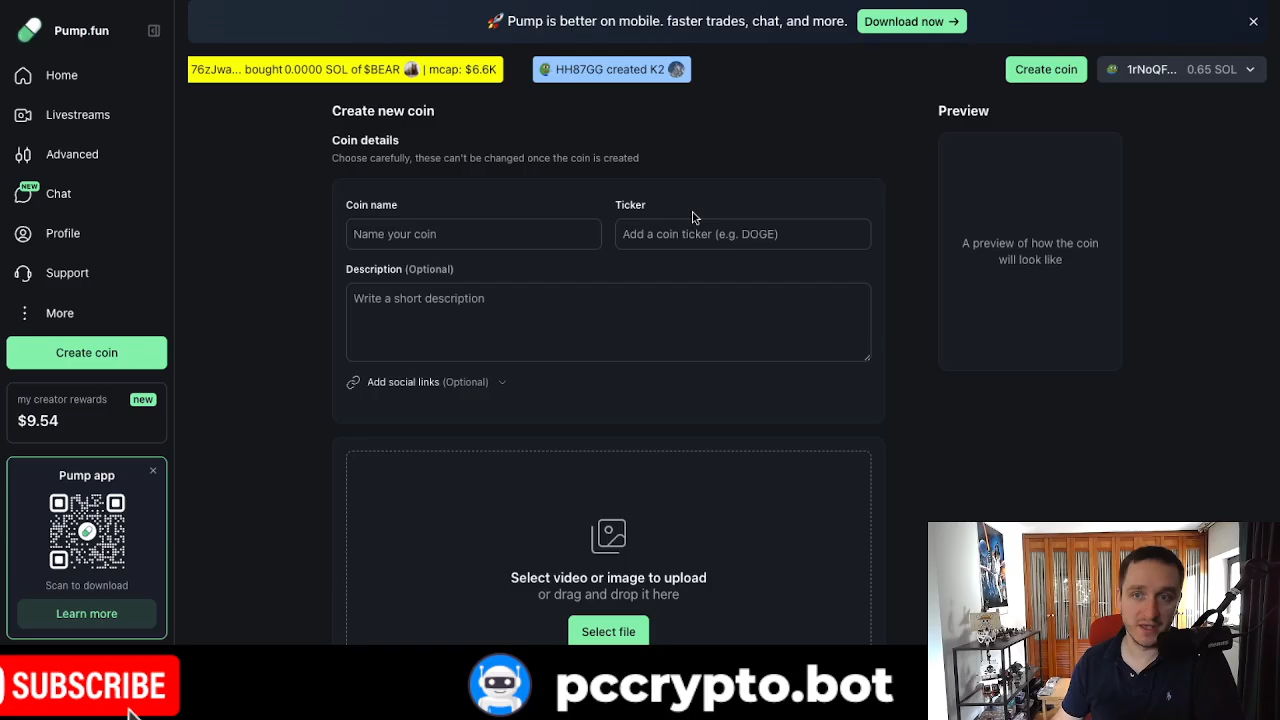 Pump.fun
Home
Livestreams
Advanced
NEW
Chat
Profile
Support
More
Create coin
my creator rewards new
$9.54
Pump app
Scan to download
Learn more
🚀 Pump is better on mobile. faster trades, chat, and more. Download now →
76zJwa... bought 0.0000 SOL of $BEAR | mcap: $6.6K
HH87GG created K2
Create coin
1rNoQF... 0.65 SOL
Create new coin
Coin details
Choose carefully, these can't be changed once the coin is created
Coin name
Name your coin
Ticker
Add a coin ticker (e.g. DOGE)
Description (Optional)
Write a short description
Add social links (Optional)
Select video or image to upload
or drag and drop it here
Select file
Preview
A preview of how the coin
will look like
SUBSCRIBE
pccrypto.bot